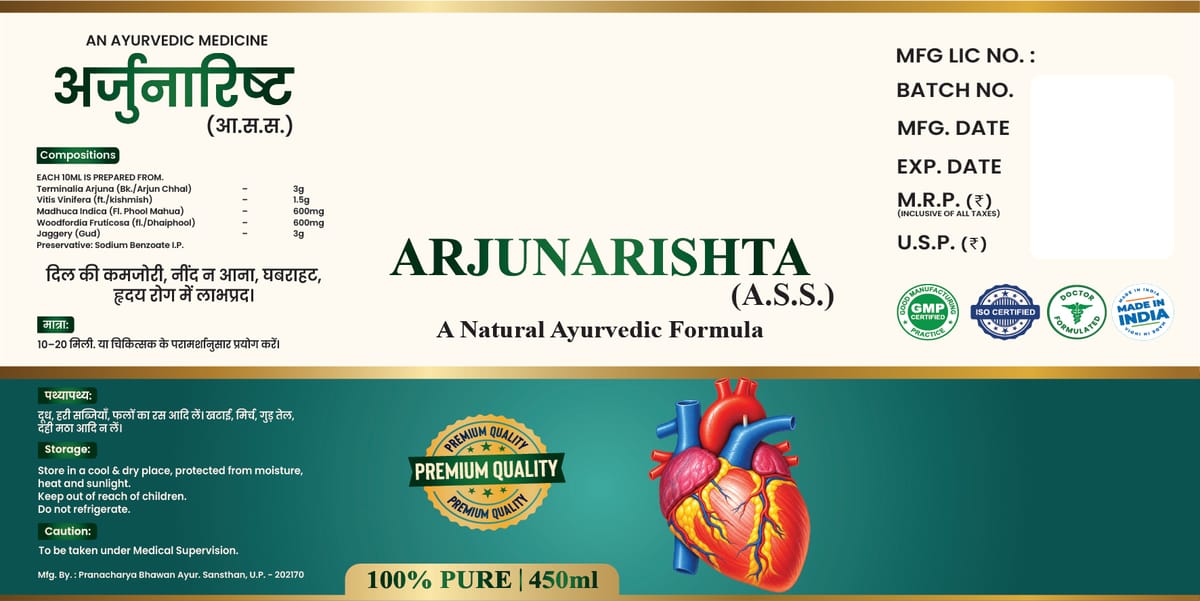 AN AYURVEDIC MEDICINE
अर्जुनारिष्ट
(आ.स.स.)
Compositions
EACH 10ML IS PREPARED FROM.
Terminalia Arjuna (Bk./Arjun Chhal) - 3g
Vitis Vinifera (ft./kishmish) - 1.5g
Madhuca Indica (Fl. Phool Mahua) - 600mg
Woodfordia Fruticosa (fl./Dhaiphool) - 600mg
Jaggery (Gud) - 3g
Preservative: Sodium Benzoate I.P.
दिल की कमजोरी, नींद न आना, घबराहट,
हृदय रोग में लाभप्रद।
मात्रा:
10-20 मिली. या चिकित्सक के परामर्शानुसार प्रयोग करें।
पथ्यापथ्य:
दूध, हरी सब्जियाँ, फलों का रस आदि लें। खटाई, मिर्च, गुड़ तेल,
दही मठा आदि न लें।
Storage:
Store in a cool & dry place, protected from moisture,
heat and sunlight.
Keep out of reach of children.
Do not refrigerate.
Caution:
To be taken under Medical Supervision.
Mfg. By. : Pranacharya Bhawan Ayur. Sansthan, U.P. - 202170
ARJUNARISHTA
(A.S.S.)
A Natural Ayurvedic Formula
PREMIUM QUALITY
PREMIUM QUALITY
PREMIUM QUALITY
100% PURE | 450ml
MFG LIC NO. :
BATCH NO.
MFG. DATE
EXP. DATE
M.R.P. (₹)
(INCLUSIVE OF ALL TAXES)
U.S.P. (₹)
GOOD MANUFACTURING
GMP
CERTIFIED
PRACTICE
ISO CERTIFIED
DOCTOR
FORMULATED
MADE IN INDIA
MADE IN
INDIA